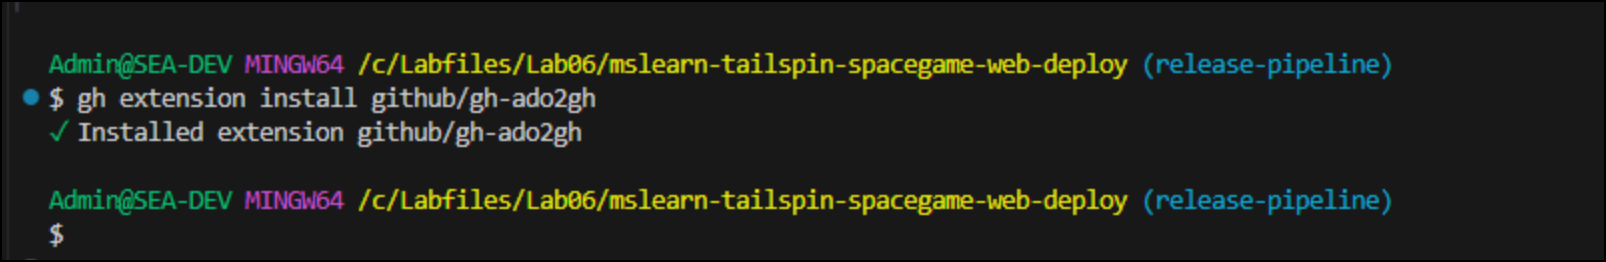 Admin@SEA-DEV MINGW64 /c/Labfiles/Lab06/mslearn-tailspin-spacegame-web-deploy (release-pipeline)
$ gh extension install github/gh-ado2gh
✓ Installed extension github/gh-ado2gh
Admin@SEA-DEV MINGW64 /c/Labfiles/Lab06/mslearn-tailspin-spacegame-web-deploy (release-pipeline)
$